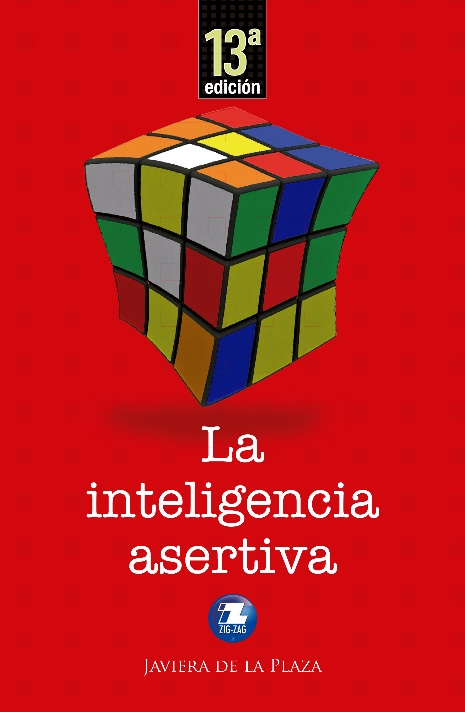 13ª
edición
La
inteligencia
asertiva
ZIG-ZAG
JAVIERA DE LA PLAZA